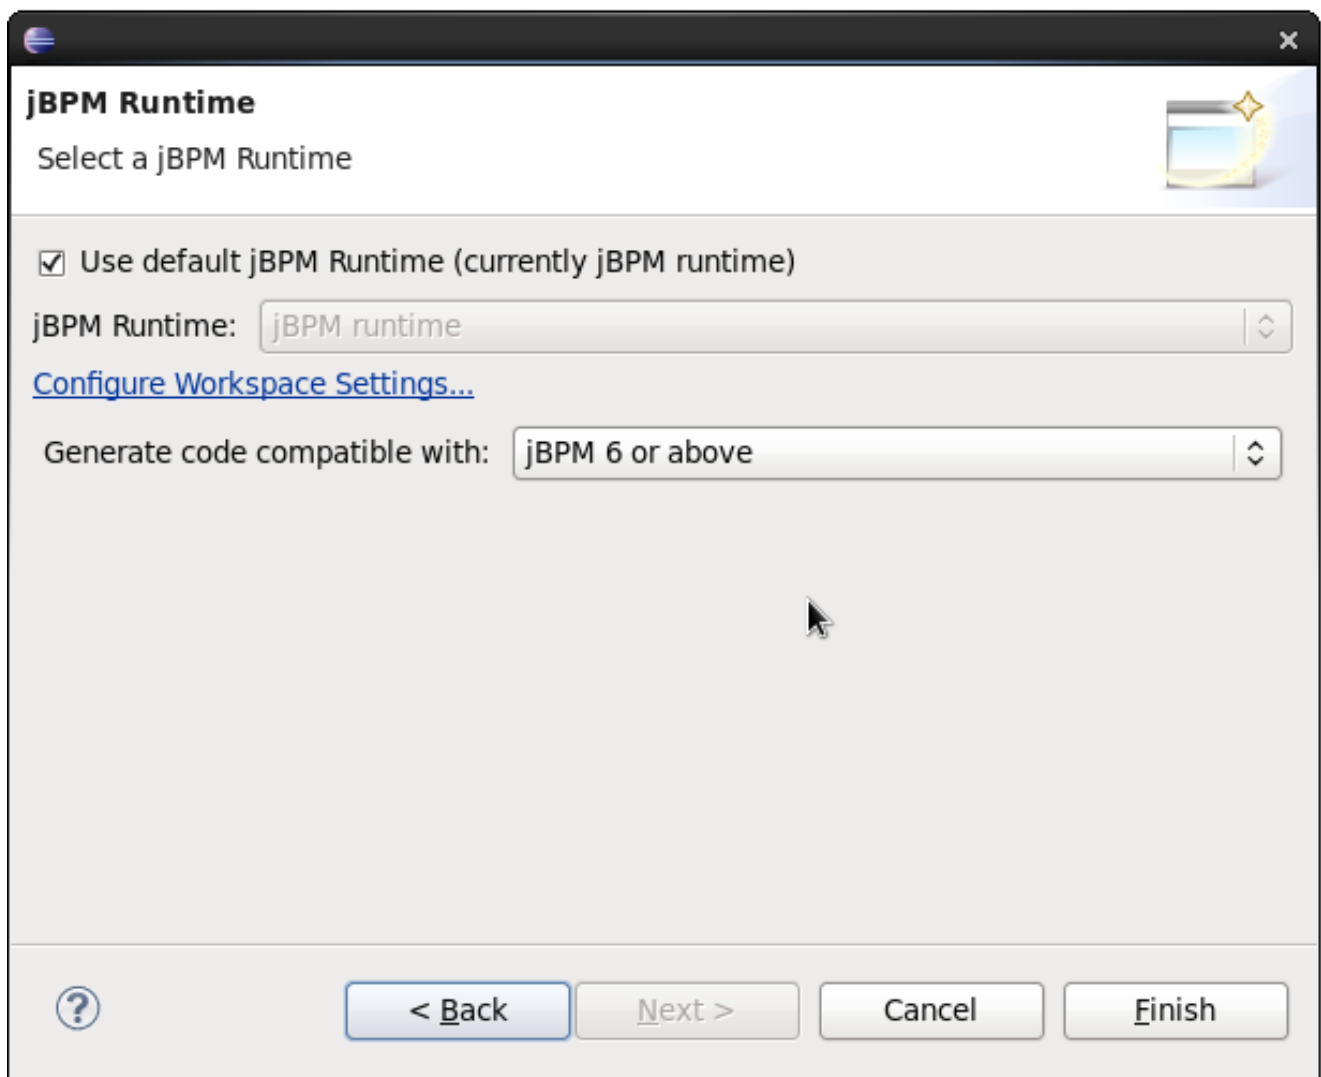 jBPM Runtime
Select a jBPM Runtime
Use default jBPM Runtime (currently jBPM runtime)
jBPM Runtime: jBPM runtime
Configure Workspace Settings...
Generate code compatible with: jBPM 6 or above
? < Back Next > Cancel Finish